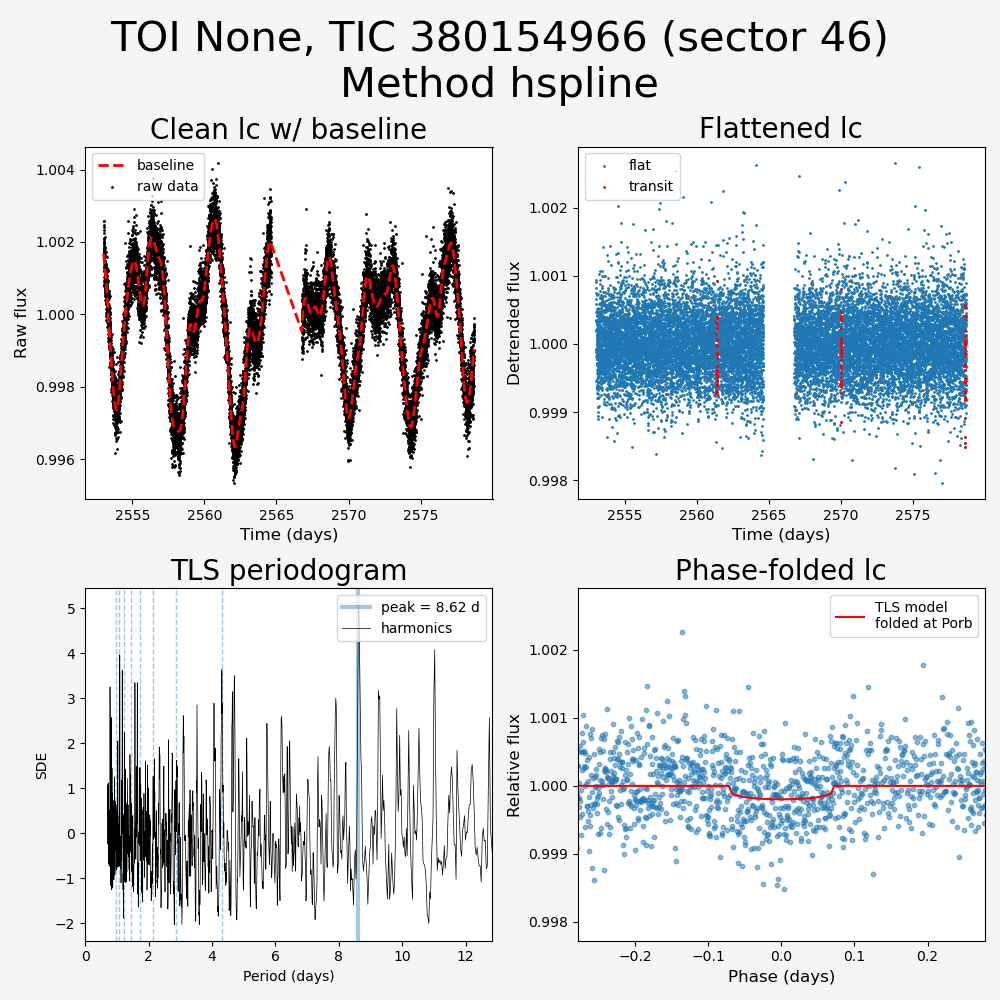 TOI None, TIC 380154966 (sector 46)
Method hspline
Clean lc w/ baseline
Raw flux
1.004
1.002
1.000
0.998
0.996
baseline
raw data
2555
2560
2565
2570
2575
Time (days)
Flattened lc
Detrended flux
1.002
1.001
1.000
0.999
0.998
flat
transit
2555
2560
2565
2570
2575
Time (days)
TLS periodogram
SDE
5
4
3
2
1
0
−1
−2
peak = 8.62 d
harmonics
0
2
4
6
8
10
12
Period (days)
Phase-folded lc
Relative flux
1.002
1.001
1.000
0.999
0.998
TLS model
folded at Porb
−0.2
−0.1
0.0
0.1
0.2
Phase (days)